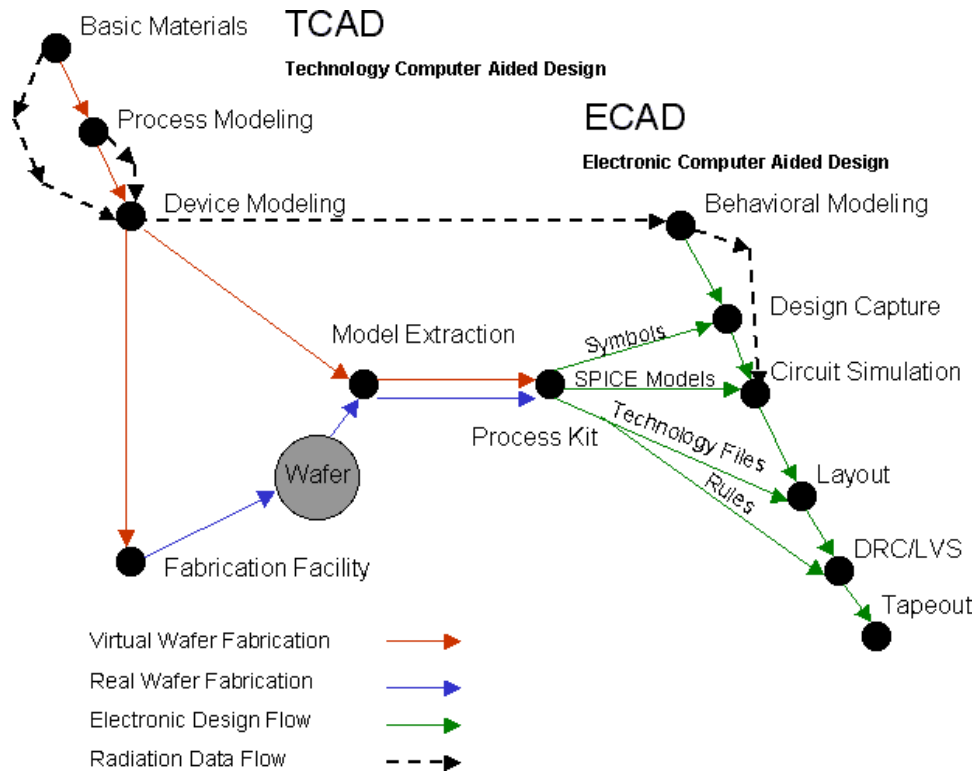 Basic Materials
TCAD
Technology Computer Aided Design
Process Modeling
ECAD
Electronic Computer Aided Design
Device Modeling
Behavioral Modeling
Design Capture
Model Extraction
Symbols
SPICE Models
Circuit Simulation
Process Kit
Technology Files
Rules
Wafer
Layout
Fabrication Facility
DRC/LVS
Tapeout
Virtual Wafer Fabrication
Real Wafer Fabrication
Electronic Design Flow
Radiation Data Flow